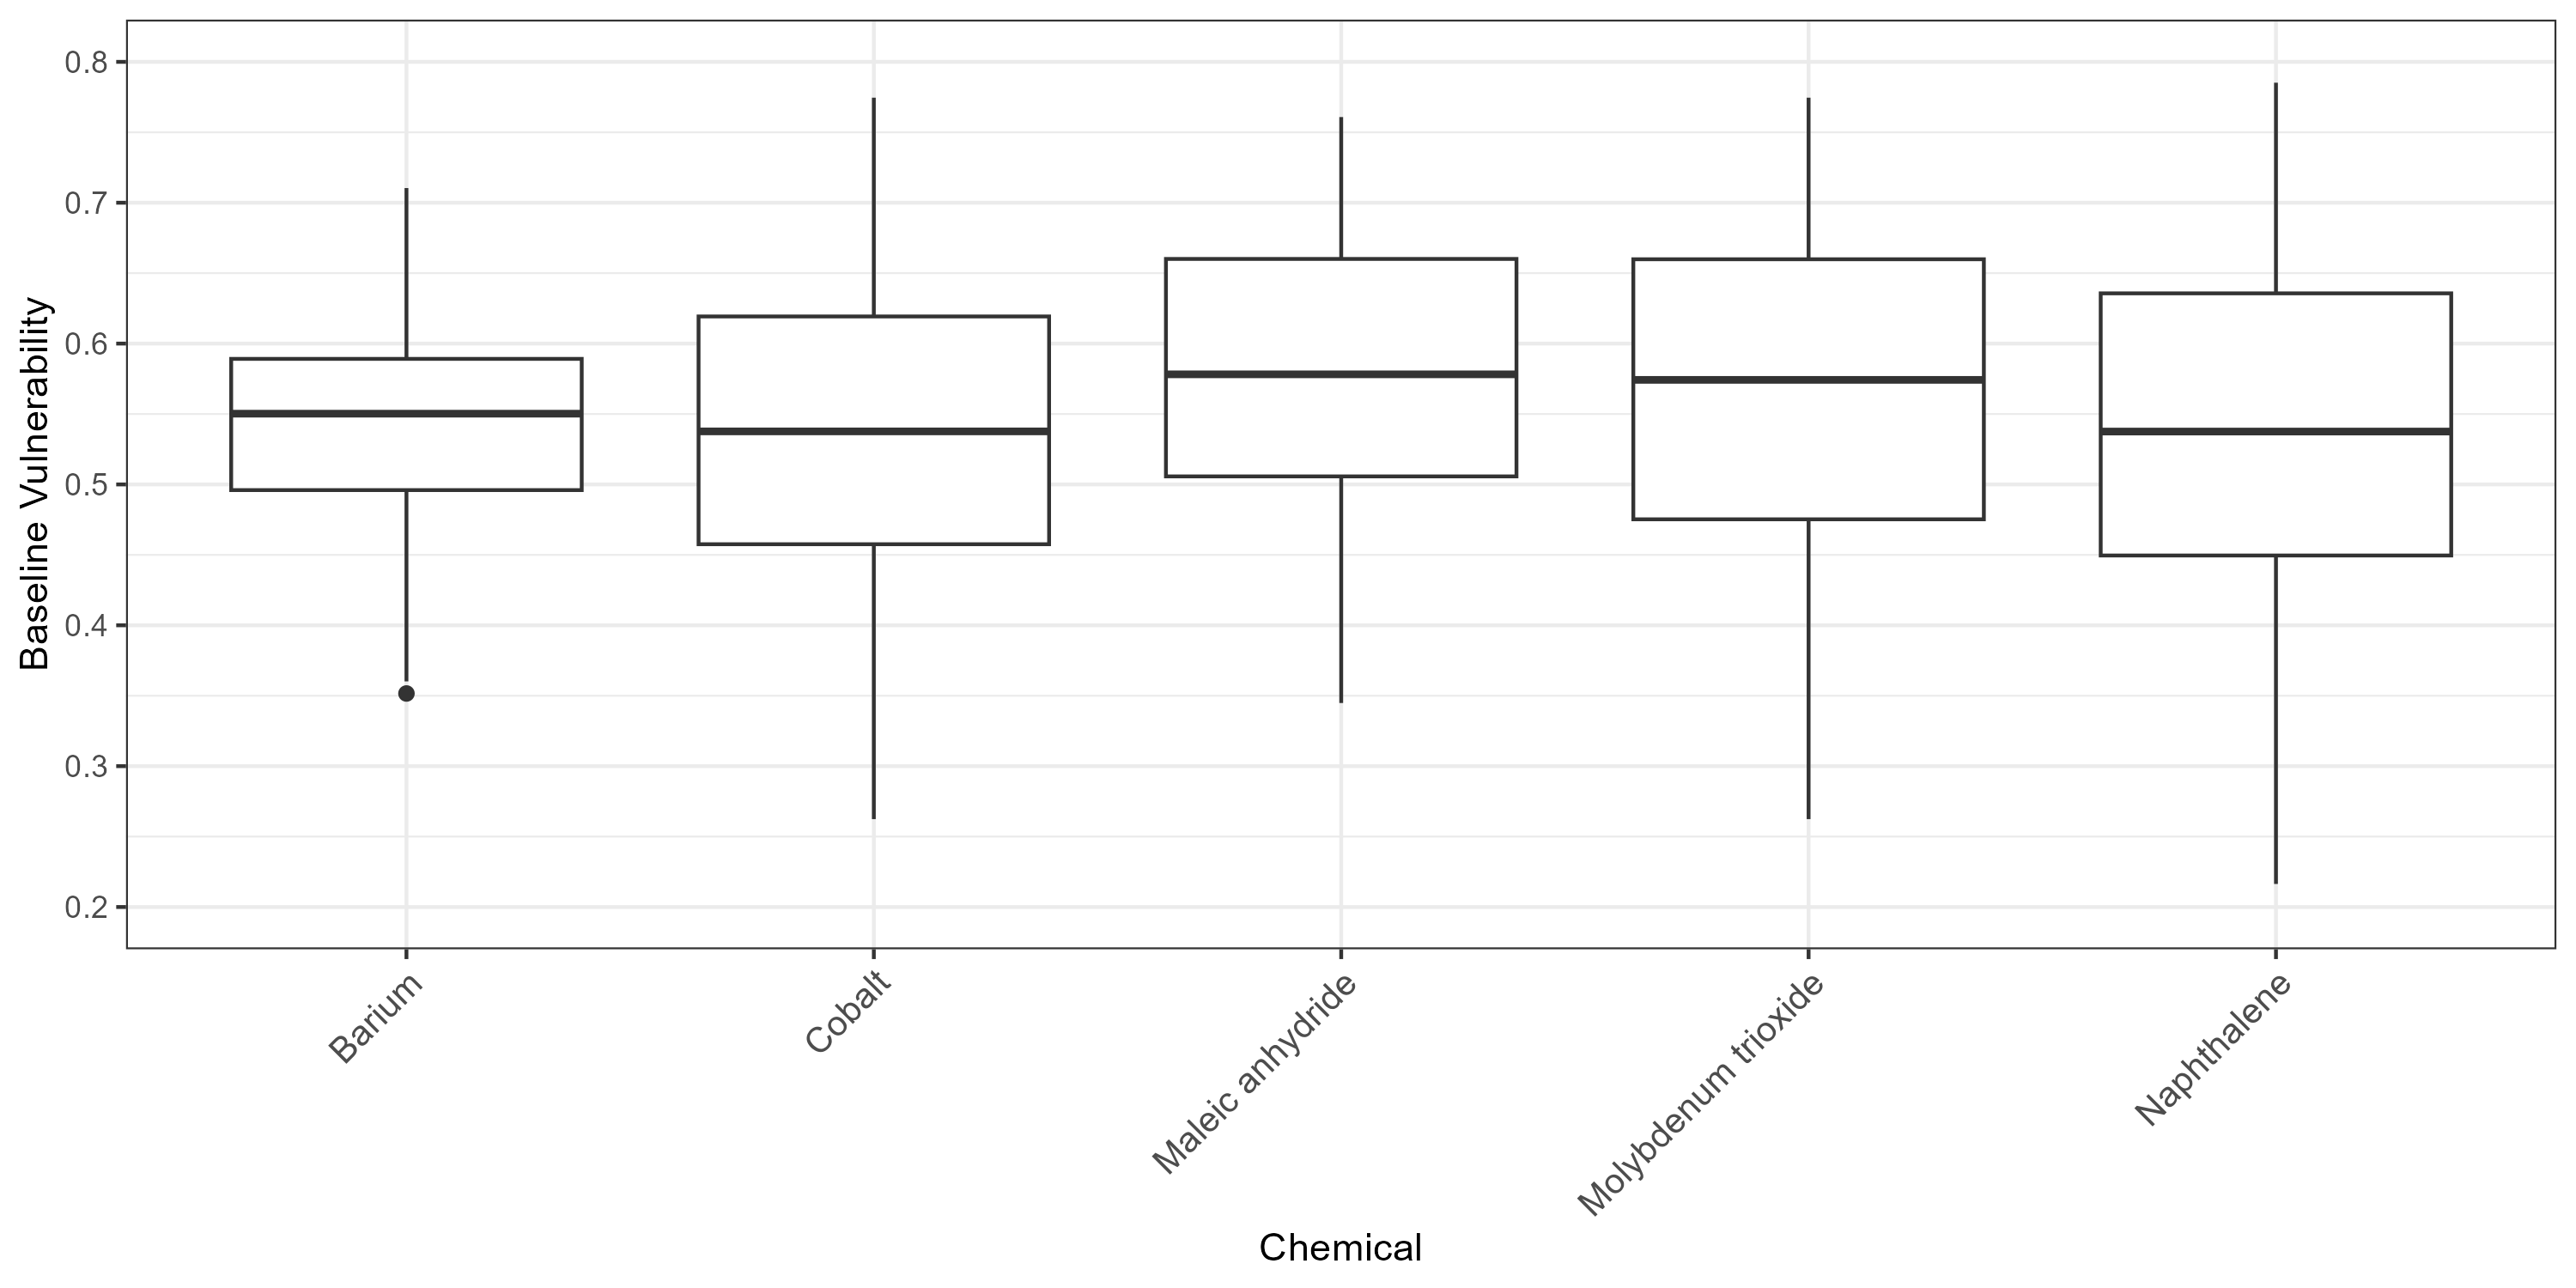 Baseline Vulnerability
0.8
0.7
0.6
0.5
0.4
0.3
0.2
Barium
Cobalt
Maleic anhydride
Molybdenum trioxide
Naphthalene
Chemical